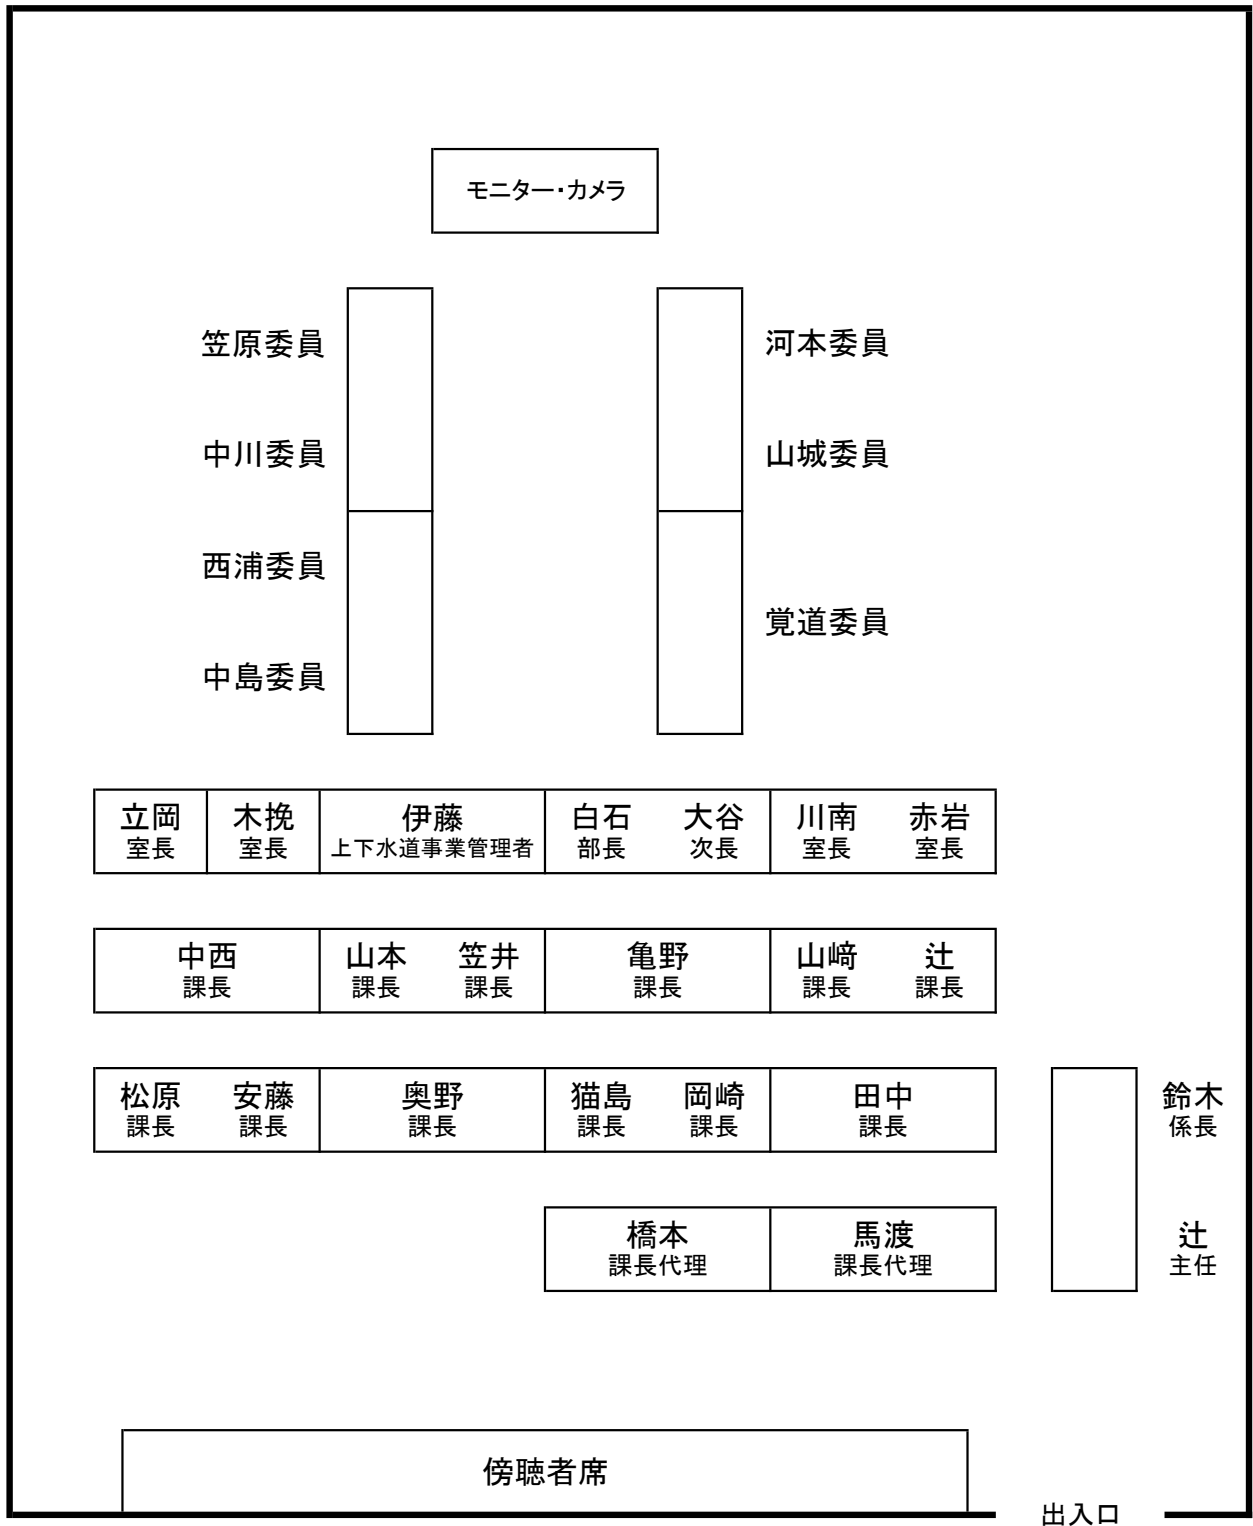 モニター・カメラ
笠原委員 河本委員
中川委員 山城委員
西浦委員
覚道委員
中島委員
立岡 木挽 伊藤 白石 大谷 川南 赤岩
室長 室長 上下水道事業管理者 部長 次長 室長 室長
中西 山本 笠井 亀野 山﨑 辻
課長 課長 課長 課長 課長 課長
松原 安藤 奥野 猫島 岡崎 田中 鈴木
課長 課長 課長 課長 課長 課長 係長
橋本 馬渡 辻
課長代理 課長代理 主任
傍聴者席
出入口